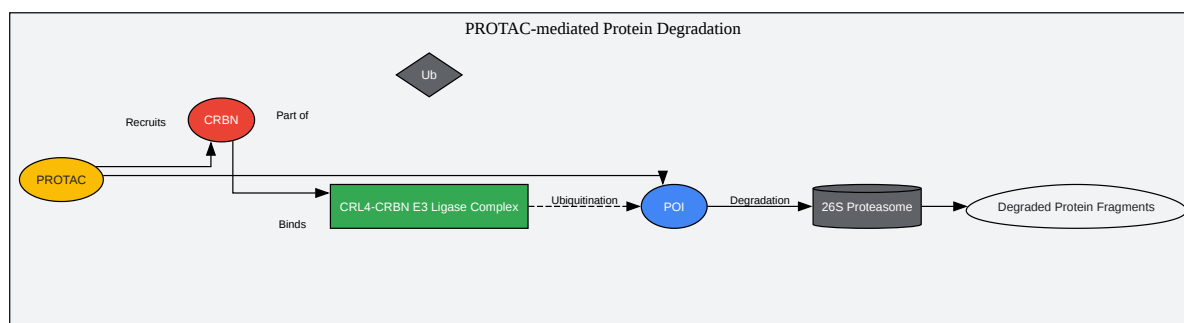 PROTAC-mediated Protein Degradation
Ub
Recruits
CRBN
Part of
PROTAC
CRL4-CRBN E3 Ligase Complex
Ubiquitination
POI
Degradation
26S Proteasome
Degraded Protein Fragments
Binds